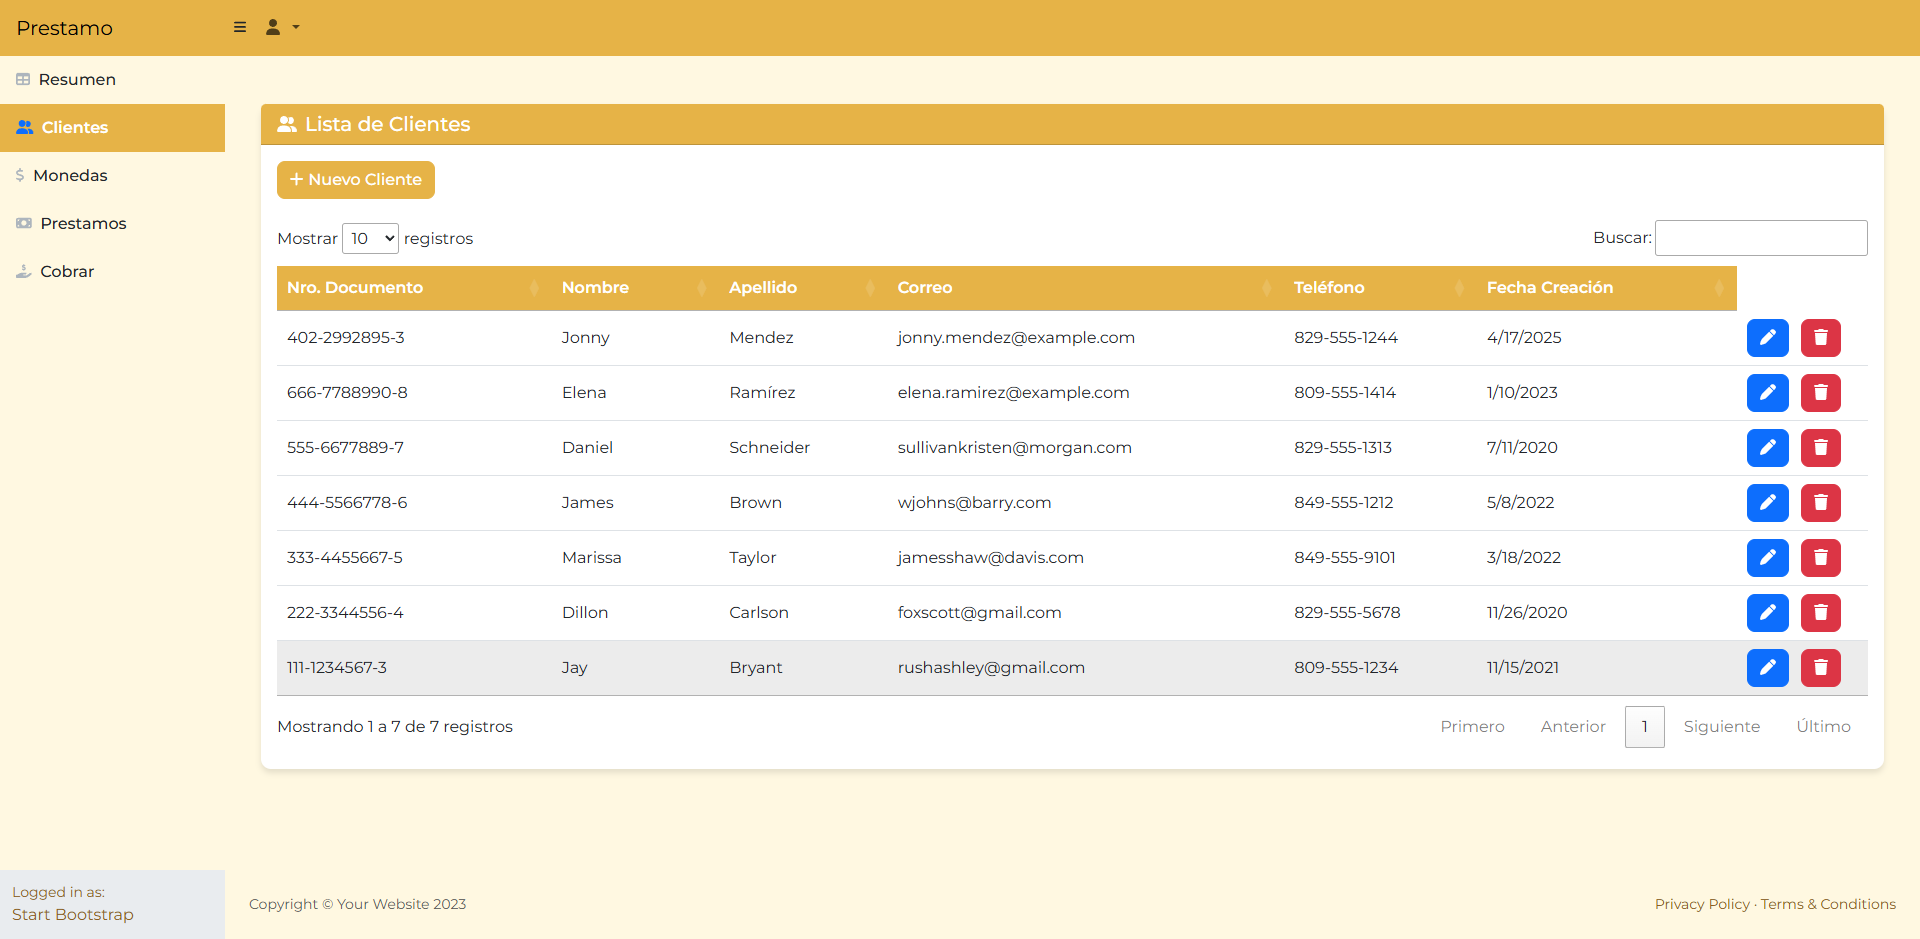 Prestamo
Resumen
Clientes
Monedas
Prestamos
Cobrar
Lista de Clientes
+ Nuevo Cliente
Mostrar 10 registros
Buscar:
Nro. Documento Nombre Apellido Correo Teléfono Fecha Creación
402-2992895-3 Jonny Mendez jonny.mendez@example.com 829-555-1244 4/17/2025
666-7788990-8 Elena Ramírez elena.ramirez@example.com 809-555-1414 1/10/2023
555-6677889-7 Daniel Schneider sullivankristen@morgan.com 829-555-1313 7/11/2020
444-5566778-6 James Brown wjohns@barry.com 849-555-1212 5/8/2022
333-4455667-5 Marissa Taylor jamesshaw@davis.com 849-555-9101 3/18/2022
222-3344556-4 Dillon Carlson foxscott@gmail.com 829-555-5678 11/26/2020
111-1234567-3 Jay Bryant rushashley@gmail.com 809-555-1234 11/15/2021
Mostrando 1 a 7 de 7 registros
Primero Anterior 1 Siguiente Último
Logged in as:
Start Bootstrap
Copyright © Your Website 2023
Privacy Policy · Terms & Conditions